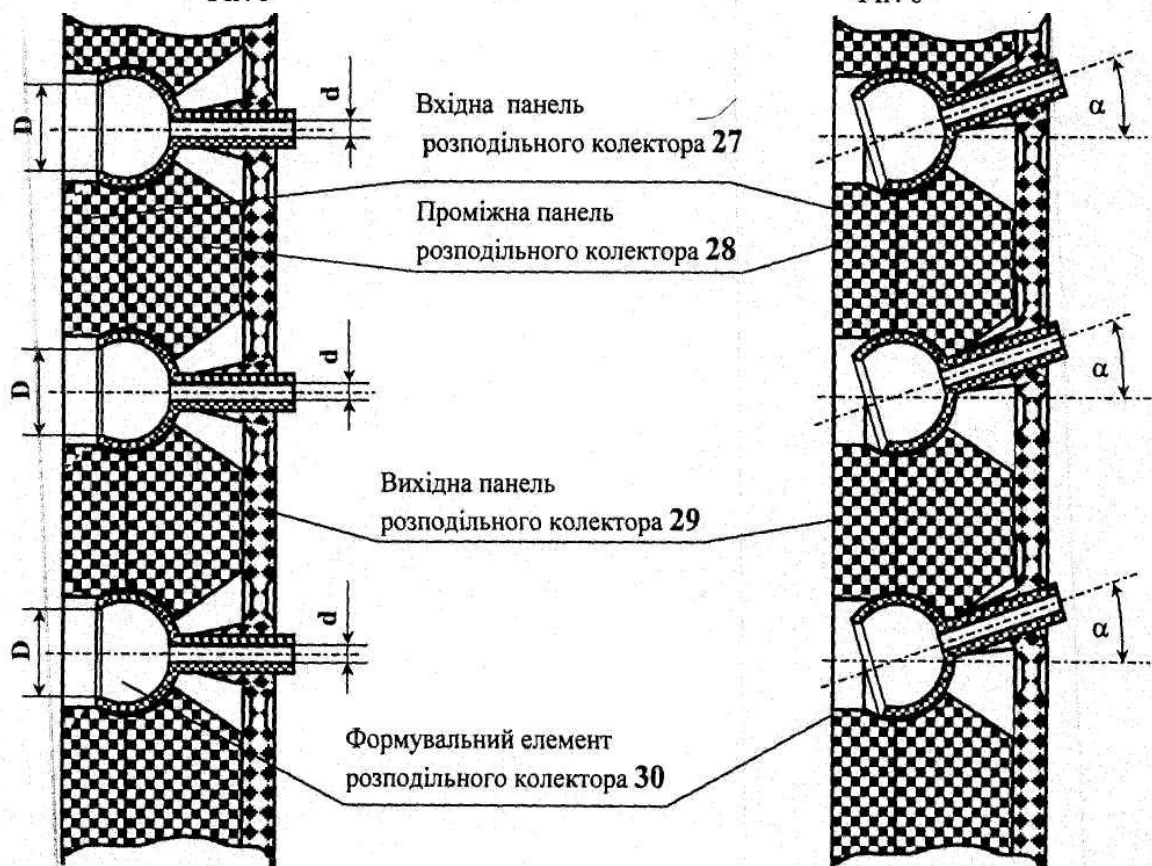 D
d
Вхідна панель
розподільного колектора 27
α
Проміжна панель
розподільного колектора 28
D
d
α
Вихідна панель
розподільного колектора 29
D
d
α
Формувальний елемент
розподільного колектора 30